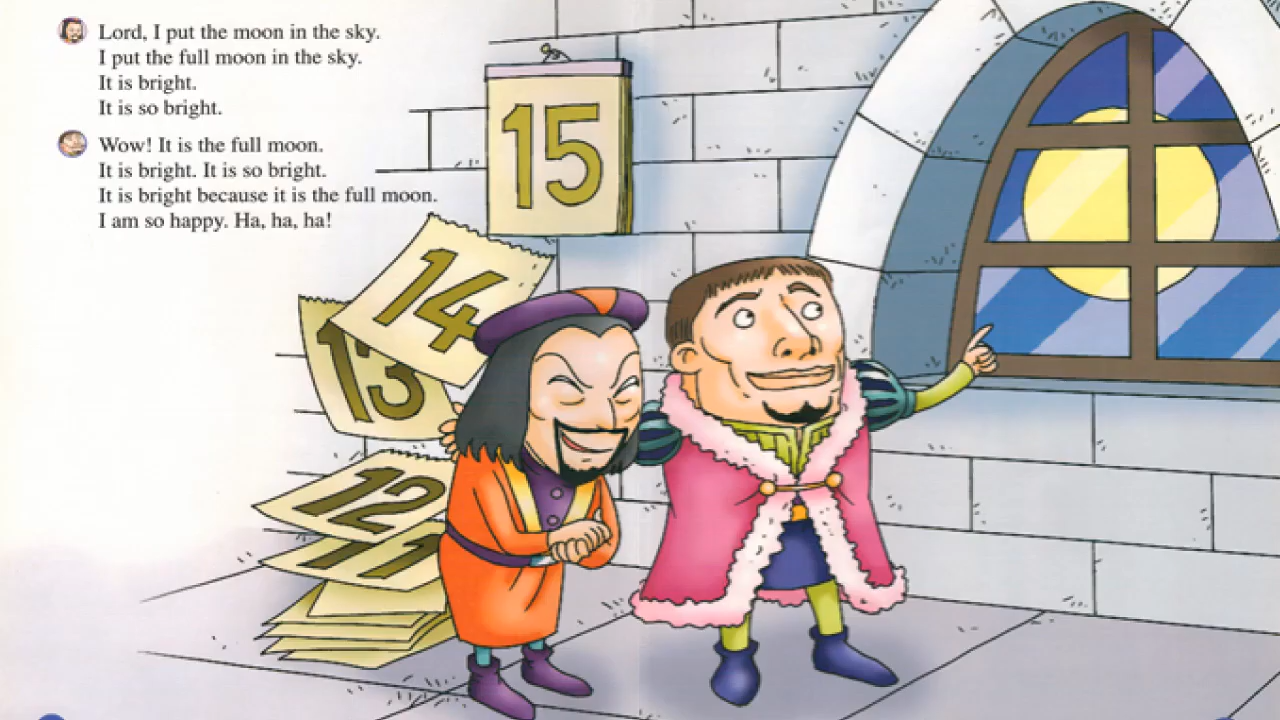 Lord, I put the moon in the sky.
I put the full moon in the sky.
It is bright.
It is so bright.
Wow! It is the full moon.
It is bright. It is so bright.
It is bright because it is the full moon.
I am so happy. Ha, ha, ha!
15
14
13
12
11